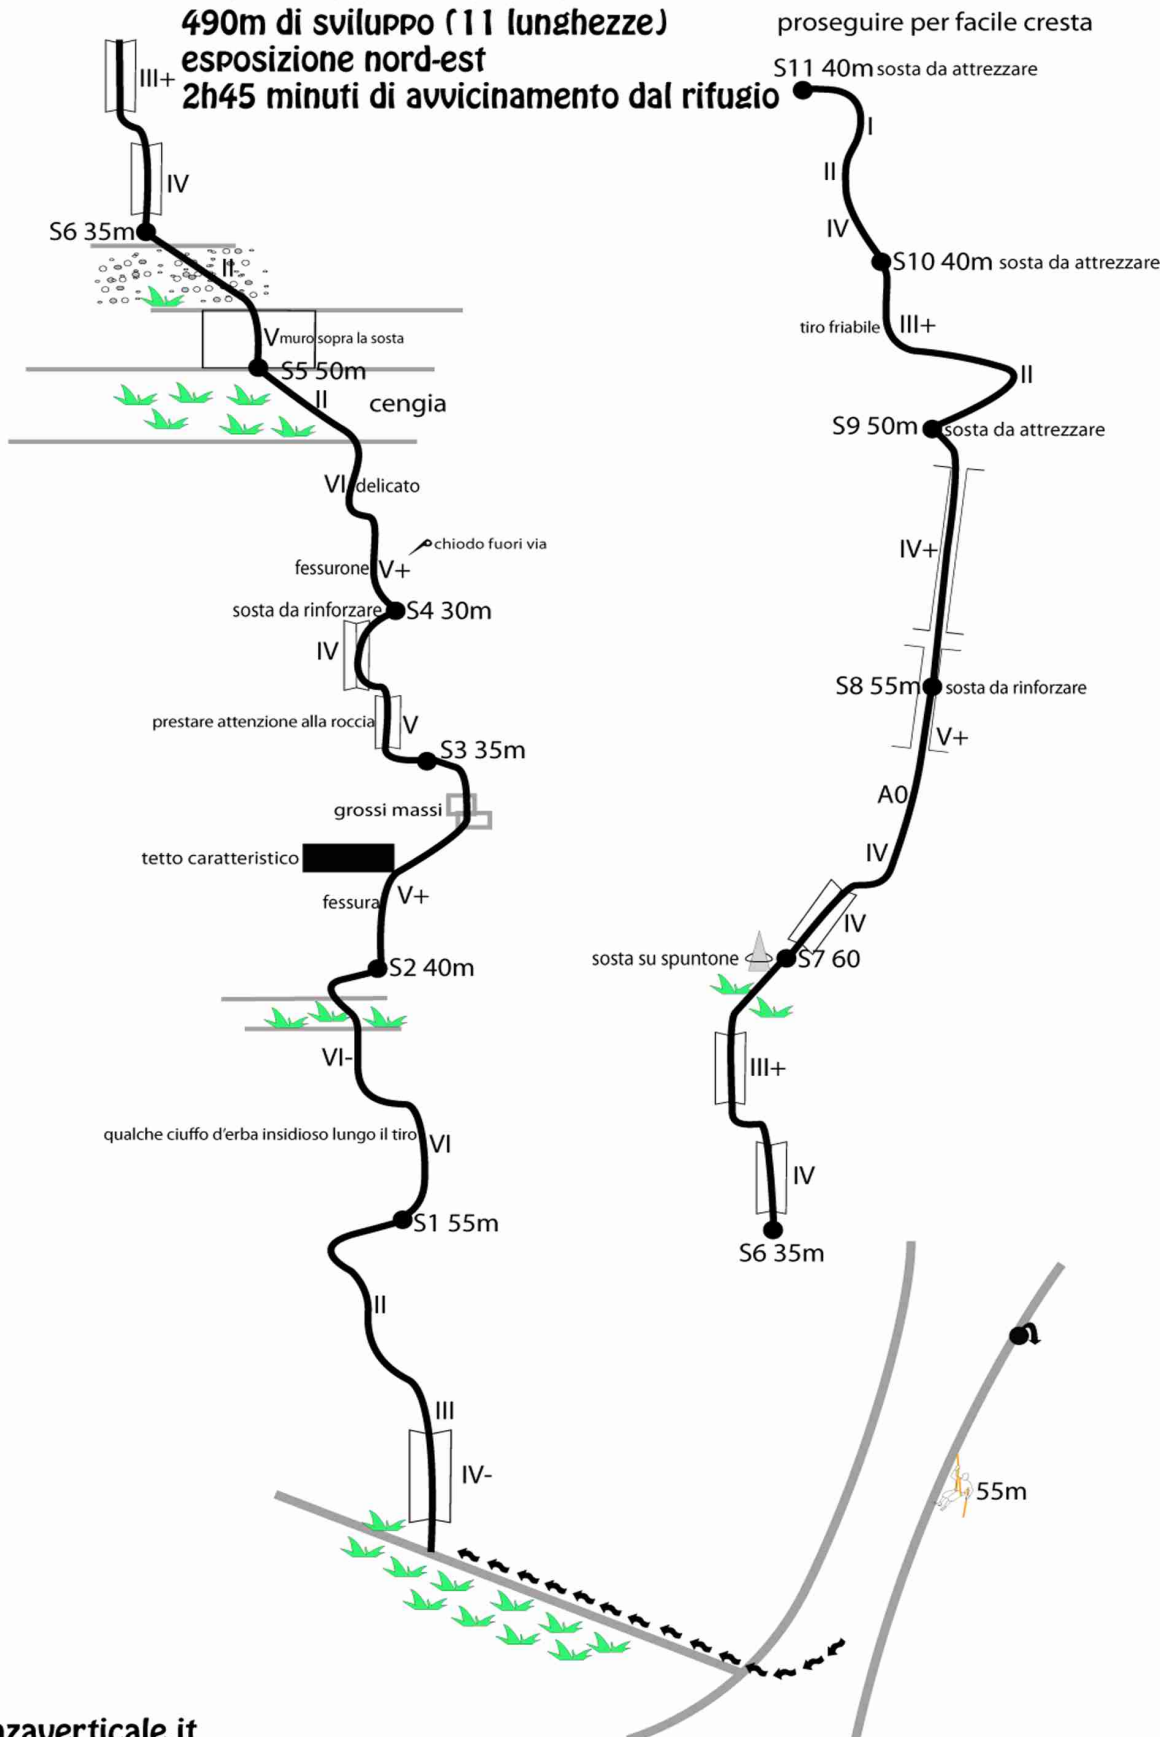 490m di sviluppo (11 lunghezze)
esposizione nord-est
2h45 minuti di avvicinamento dal rifugio
III+
IV
S6 35m
II
V muro sopra la sosta
S5 50m
II
cengia
VI delicato
chiodo fuori via
fessurone V+
sosta da rinforzare S4 30m
IV
prestare attenzione alla roccia V
S3 35m
grossi massi
tetto caratteristico
fessura V+
S2 40m
VI-
qualche ciuffo d'erba insidioso lungo il tiro VI
S1 55m
II
III
IV-
proseguire per facile cresta
S11 40m sosta da attrezzare
I
II
IV
S10 40m sosta da attrezzare
tiro friabile III+
II
S9 50m sosta da attrezzare
IV+
S8 55m sosta da rinforzare
V+
A0
IV
IV
sosta su spuntone S7 60
III+
IV
S6 35m
55m
zaverticale.it